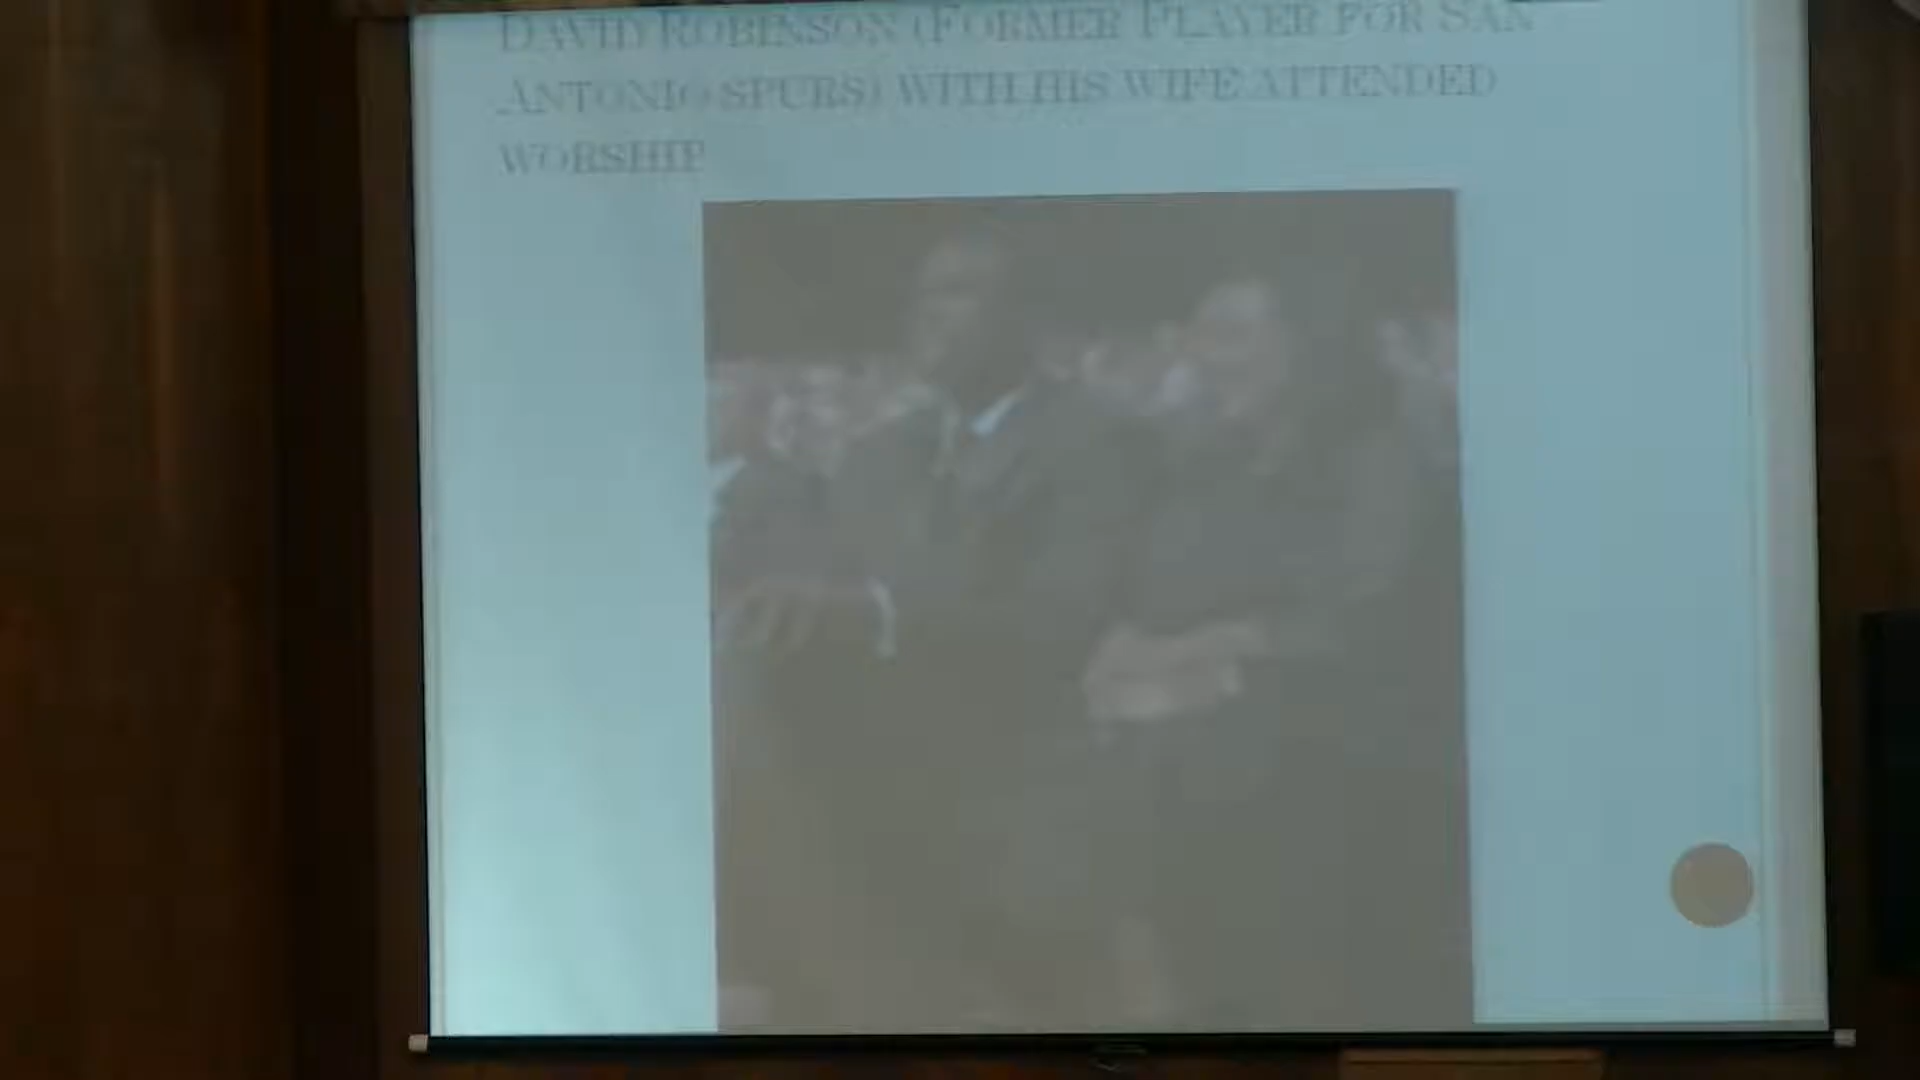 DAVID ROBINSON (FORMER PLAYER FOR SAN
ANTONIO SPURS) WITH HIS WIFE ATTENDED
WORSHIP